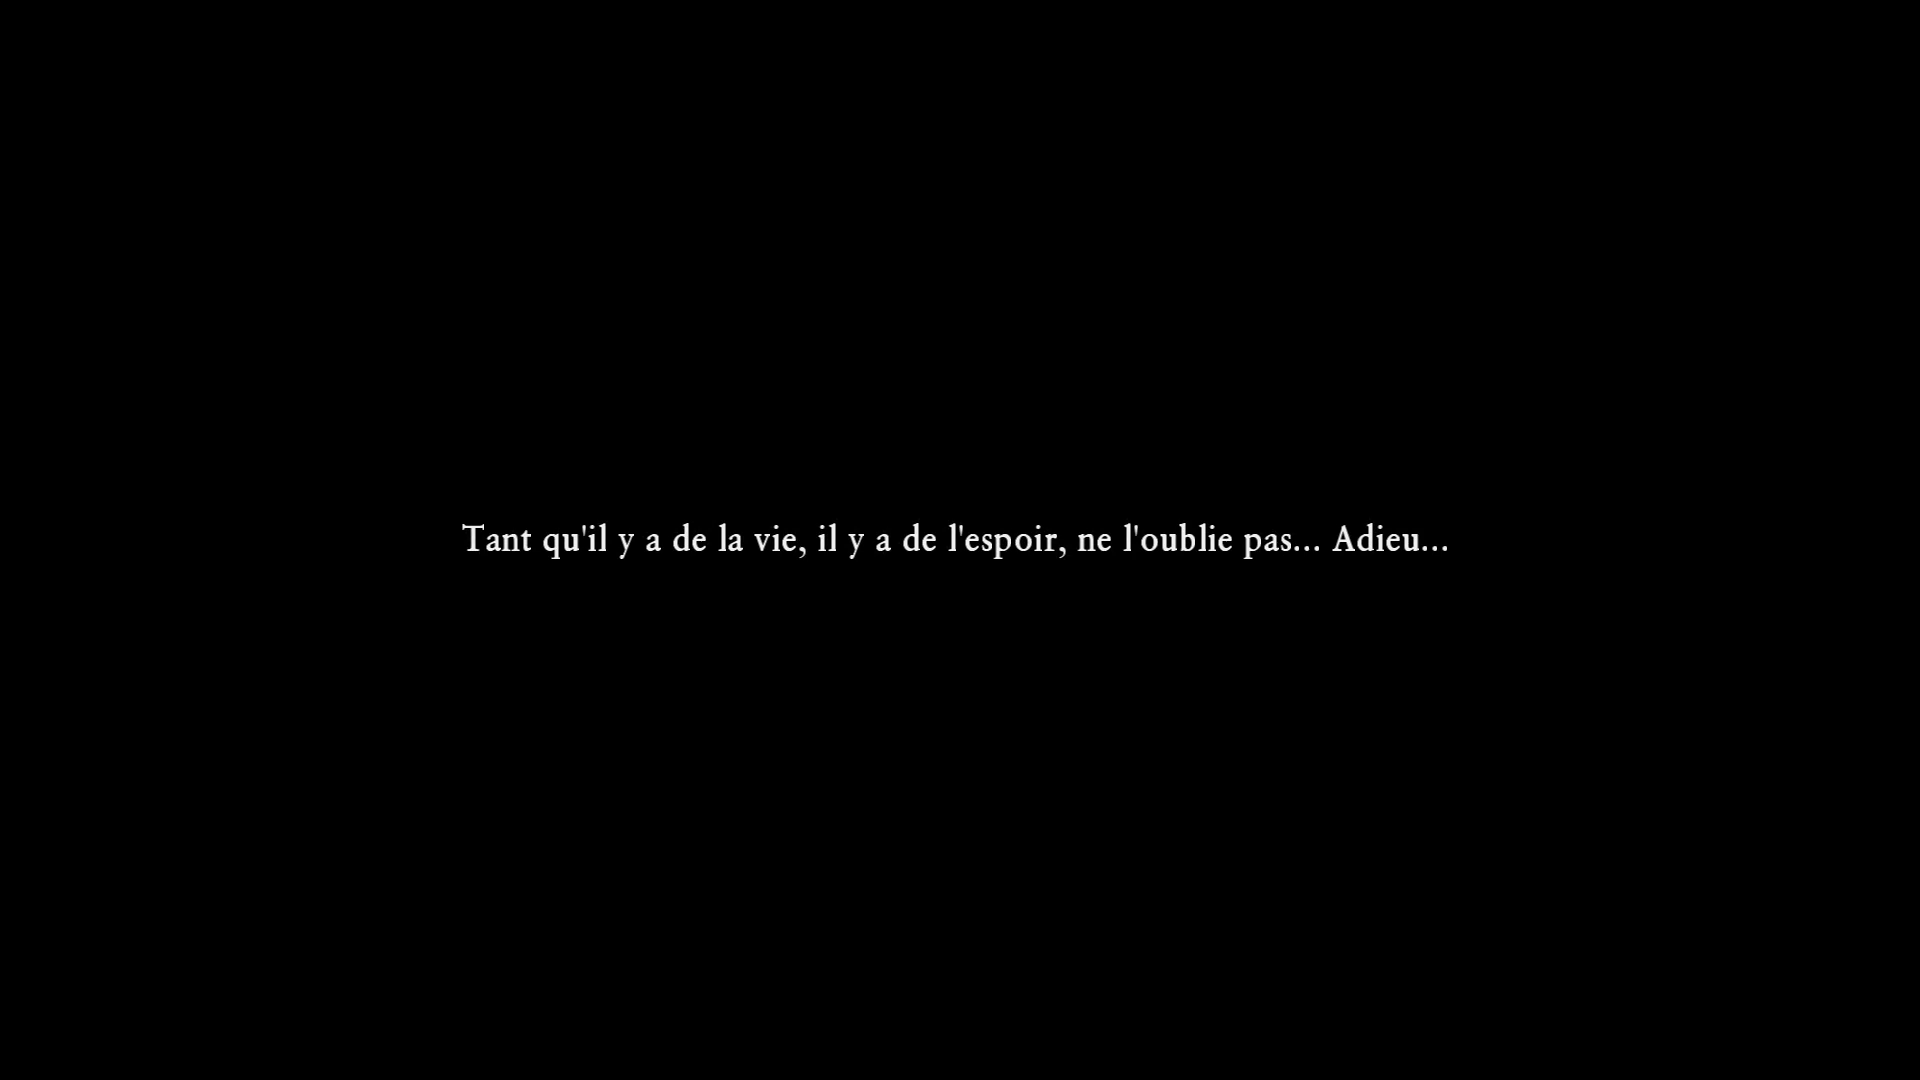 Tant qu'il y a de la vie, il y a de l'espoir, ne l'oublie pas... Adieu...